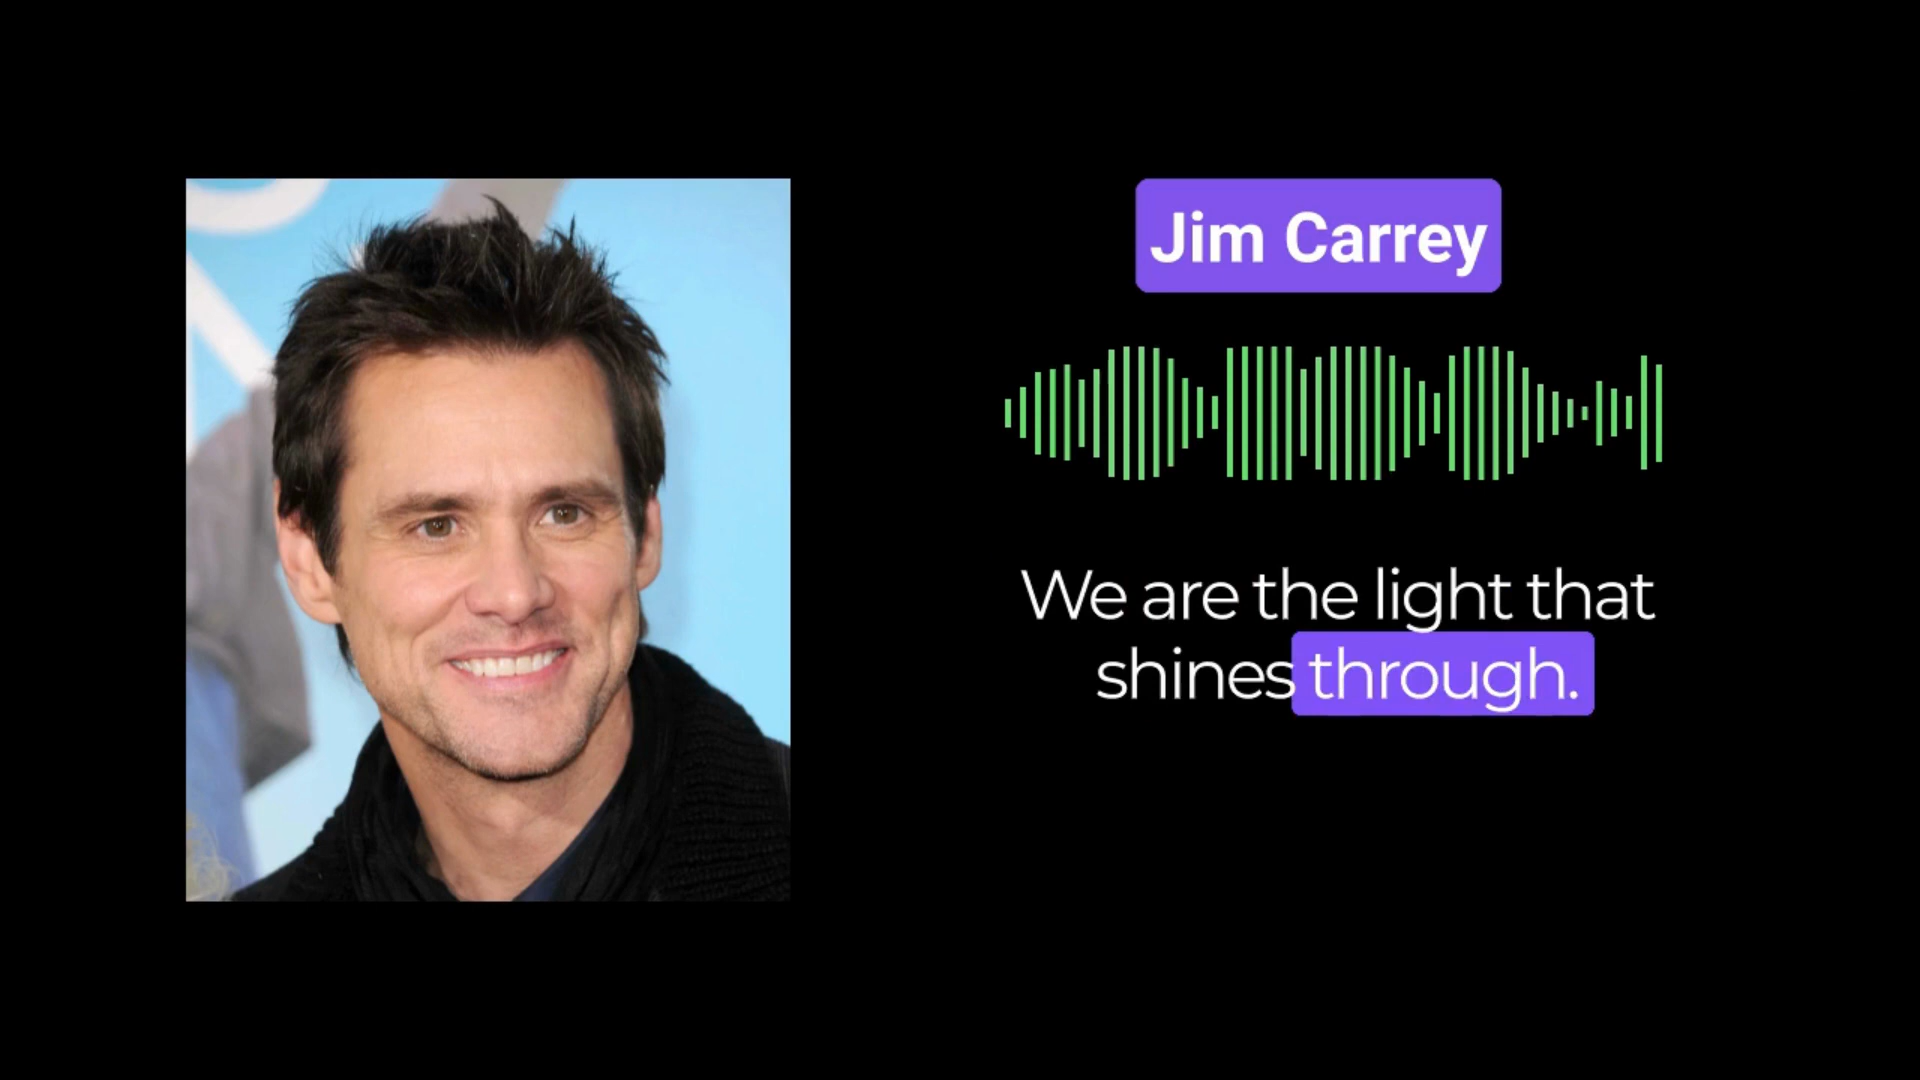 Jim Carrey
We are the light that
shines through.